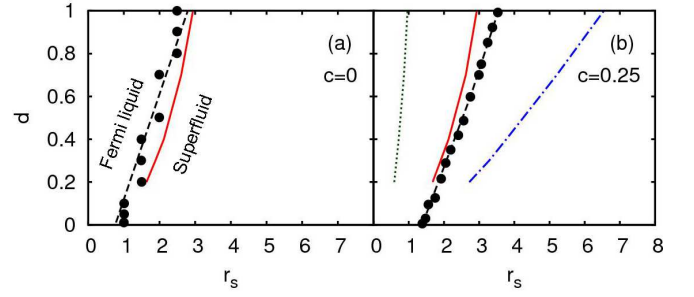 1
0.8
0.6
0.4
0.2
0
d
0 1 2 3 4 5 6 7
r_s
Fermi liquid
Superfluid
(a)
c=0
0 1 2 3 4 5 6 7 8
r_s
(b)
c=0.25